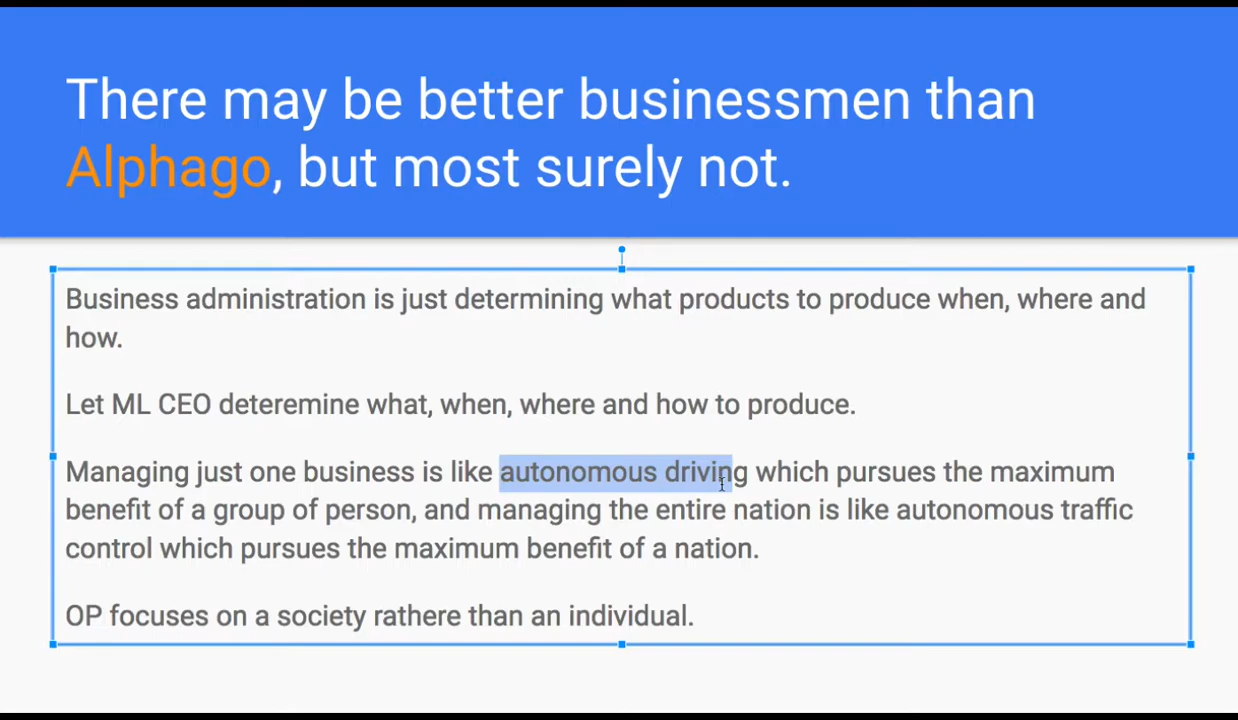 There may be better businessmen than
Alphago, but most surely not.
Business administration is just determining what products to produce when, where and
how.
Let ML CEO deteremine what, when, where and how to produce.
Managing just one business is like autonomous driving which pursues the maximum
benefit of a group of person, and managing the entire nation is like autonomous traffic
control which pursues the maximum benefit of a nation.
OP focuses on a society rathere than an individual.